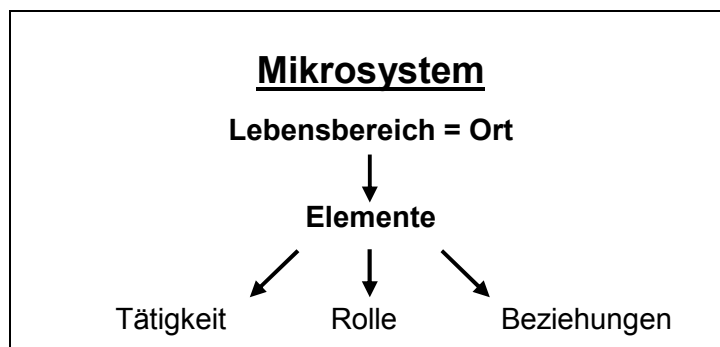 Mikrosystem
Lebensbereich = Ort
Elemente
Tätigkeit Rolle Beziehungen